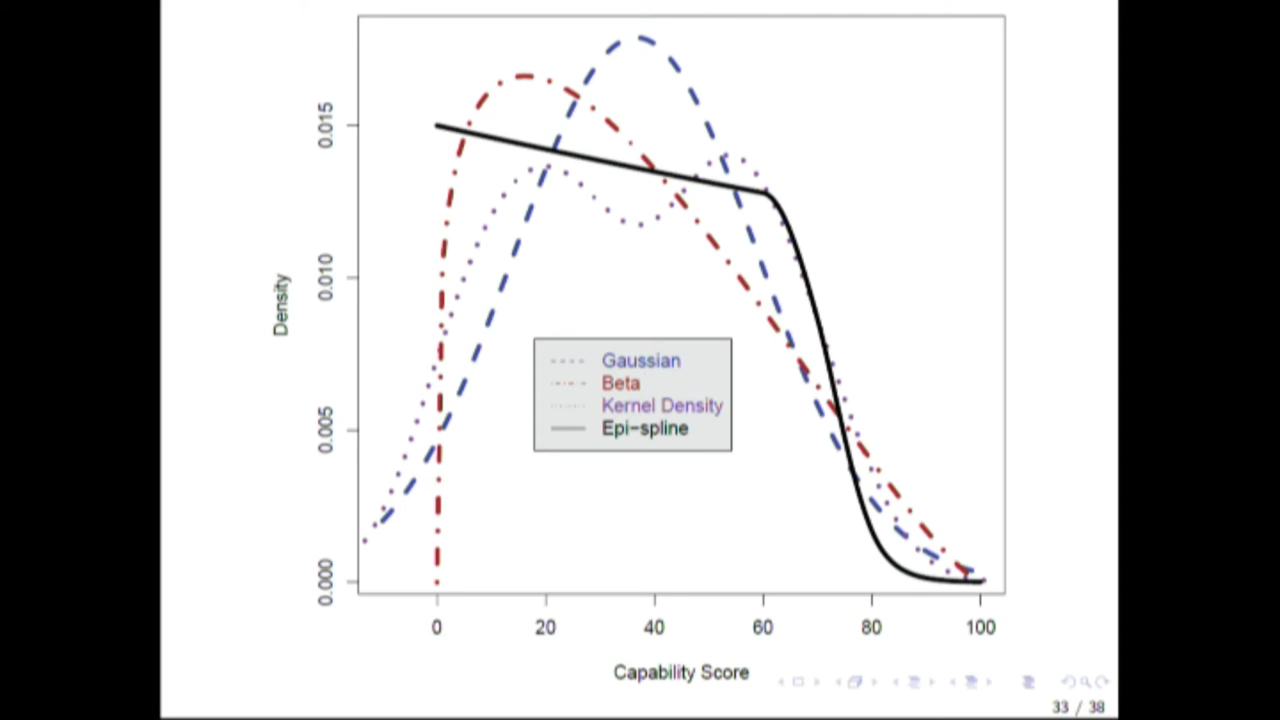 0.015
0.010
0.005
0.000
Density
Gaussian
Beta
Kernel Density
Epi−spline
0 20 40 60 80 100
Capability Score
33 / 38